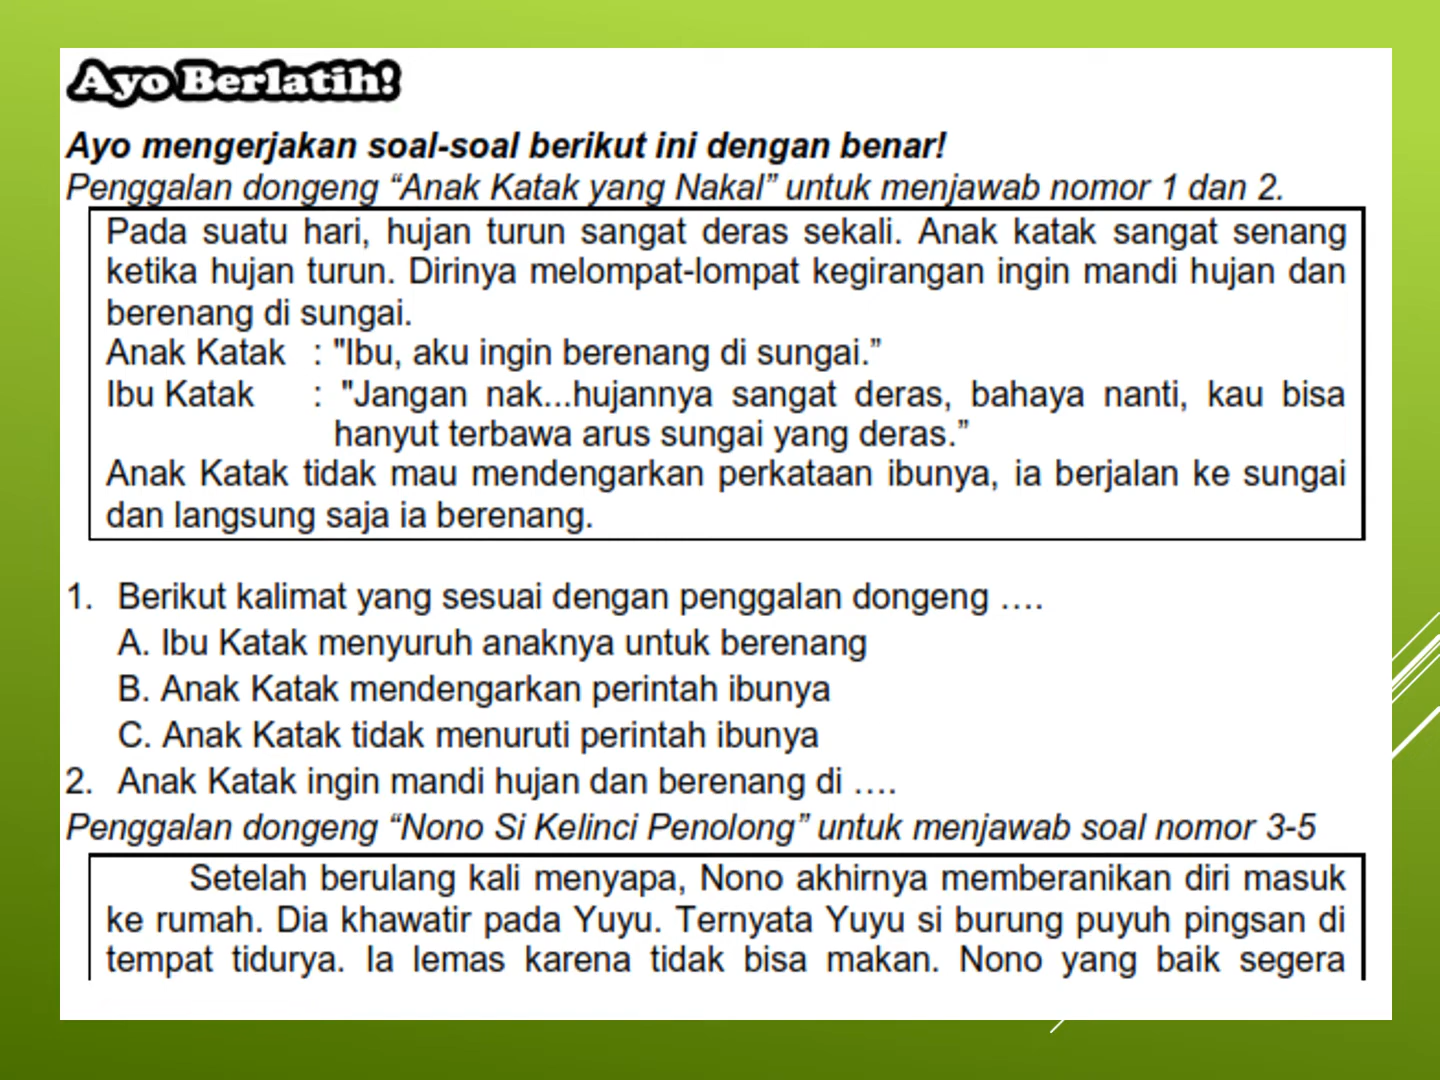 Ayo Berlatih!
Ayo mengerjakan soal-soal berikut ini dengan benar!
Penggalan dongeng “Anak Katak yang Nakal” untuk menjawab nomor 1 dan 2.
Pada suatu hari, hujan turun sangat deras sekali. Anak katak sangat senang
ketika hujan turun. Dirinya melompat-lompat kegirangan ingin mandi hujan dan
berenang di sungai.
Anak Katak : "Ibu, aku ingin berenang di sungai.”
Ibu Katak : "Jangan nak...hujannya sangat deras, bahaya nanti, kau bisa
hanyut terbawa arus sungai yang deras.”
Anak Katak tidak mau mendengarkan perkataan ibunya, ia berjalan ke sungai
dan langsung saja ia berenang.
1. Berikut kalimat yang sesuai dengan penggalan dongeng ….
A. Ibu Katak menyuruh anaknya untuk berenang
B. Anak Katak mendengarkan perintah ibunya
C. Anak Katak tidak menuruti perintah ibunya
2. Anak Katak ingin mandi hujan dan berenang di ….
Penggalan dongeng “Nono Si Kelinci Penolong” untuk menjawab soal nomor 3-5
Setelah berulang kali menyapa, Nono akhirnya memberanikan diri masuk
ke rumah. Dia khawatir pada Yuyu. Ternyata Yuyu si burung puyuh pingsan di
tempat tidurya. Ia lemas karena tidak bisa makan. Nono yang baik segera